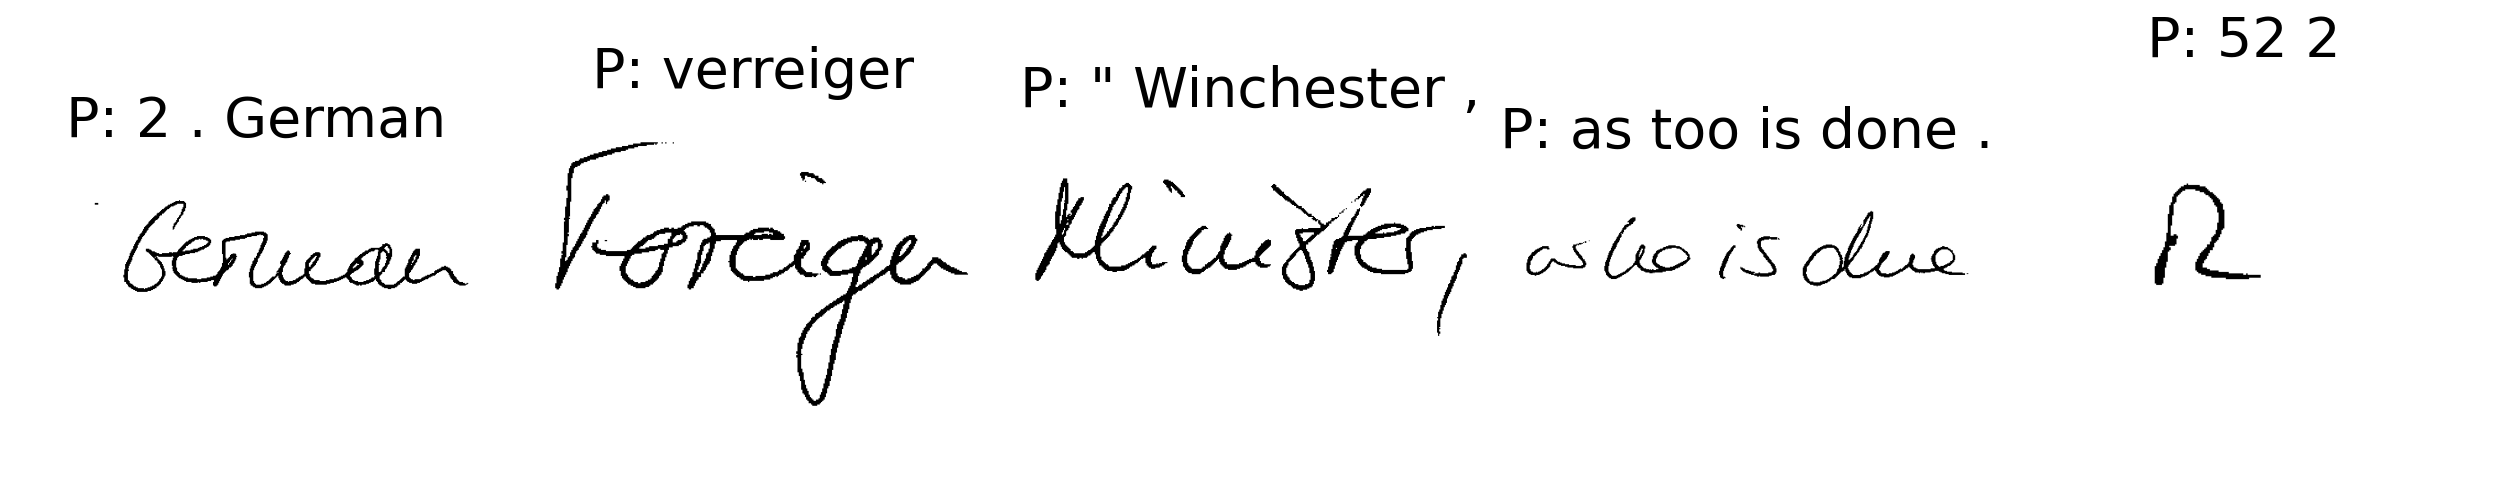 P: 2 . German P: verreiger P: " Winchester , P: as too is done . P: 52 2
German Foreign Minister, who is due